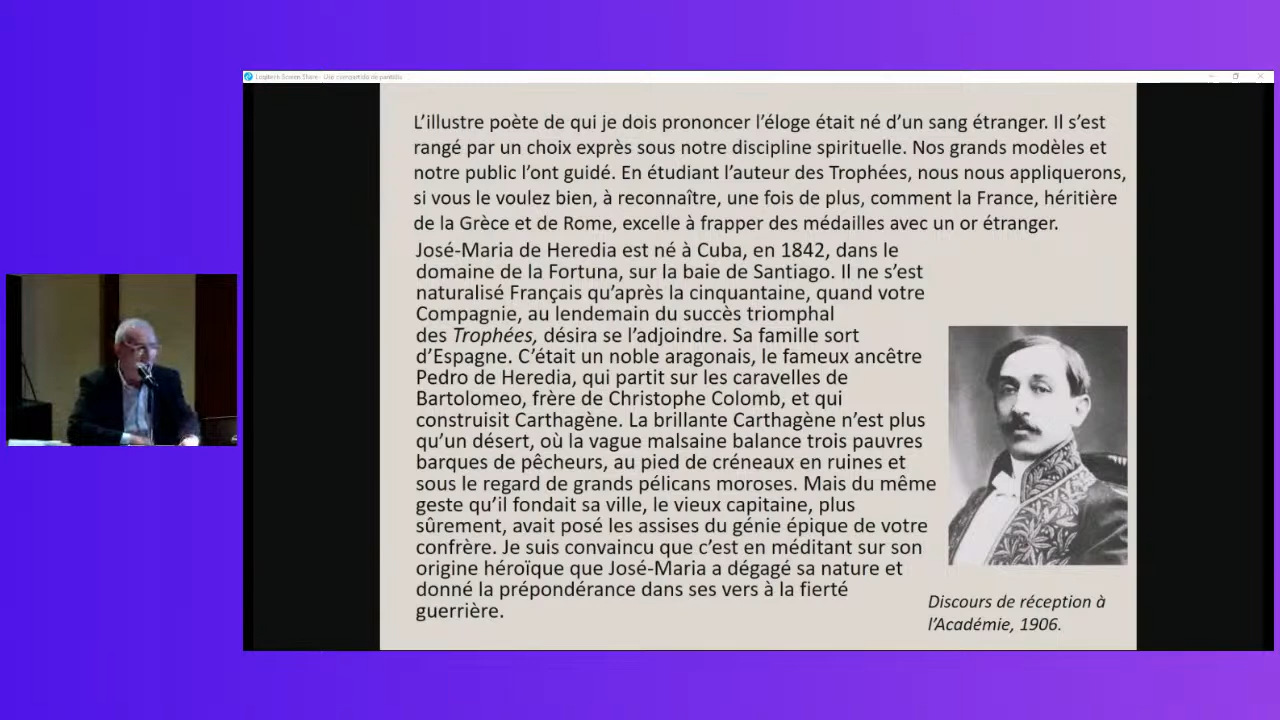 Logitech Screen Share - Uso compartido de pantalla
L’illustre poète de qui je dois prononcer l’éloge était né d’un sang étranger. Il s’est
rangé par un choix exprès sous notre discipline spirituelle. Nos grands modèles et
notre public l’ont guidé. En étudiant l’auteur des Trophées, nous nous appliquerons,
si vous le voulez bien, à reconnaître, une fois de plus, comment la France, héritière
de la Grèce et de Rome, excelle à frapper des médailles avec un or étranger.
José-Maria de Heredia est né à Cuba, en 1842, dans le
domaine de la Fortuna, sur la baie de Santiago. Il ne s’est
naturalisé Français qu’après la cinquantaine, quand votre
Compagnie, au lendemain du succès triomphal
des Trophées, désira se l’adjoindre. Sa famille sort
d’Espagne. C’était un noble aragonais, le fameux ancêtre
Pedro de Heredia, qui partit sur les caravelles de
Bartolomeo, frère de Christophe Colomb, et qui
construisit Carthagène. La brillante Carthagène n’est plus
qu’un désert, où la vague malsaine balance trois pauvres
barques de pêcheurs, au pied de créneaux en ruines et
sous le regard de grands pélicans moroses. Mais du même
geste qu’il fondait sa ville, le vieux capitaine, plus
sûrement, avait posé les assises du génie épique de votre
confrère. Je suis convaincu que c’est en méditant sur son
origine héroïque que José-Maria a dégagé sa nature et
donné la prépondérance dans ses vers à la fierté
guerrière.
Discours de réception à
l’Académie, 1906.